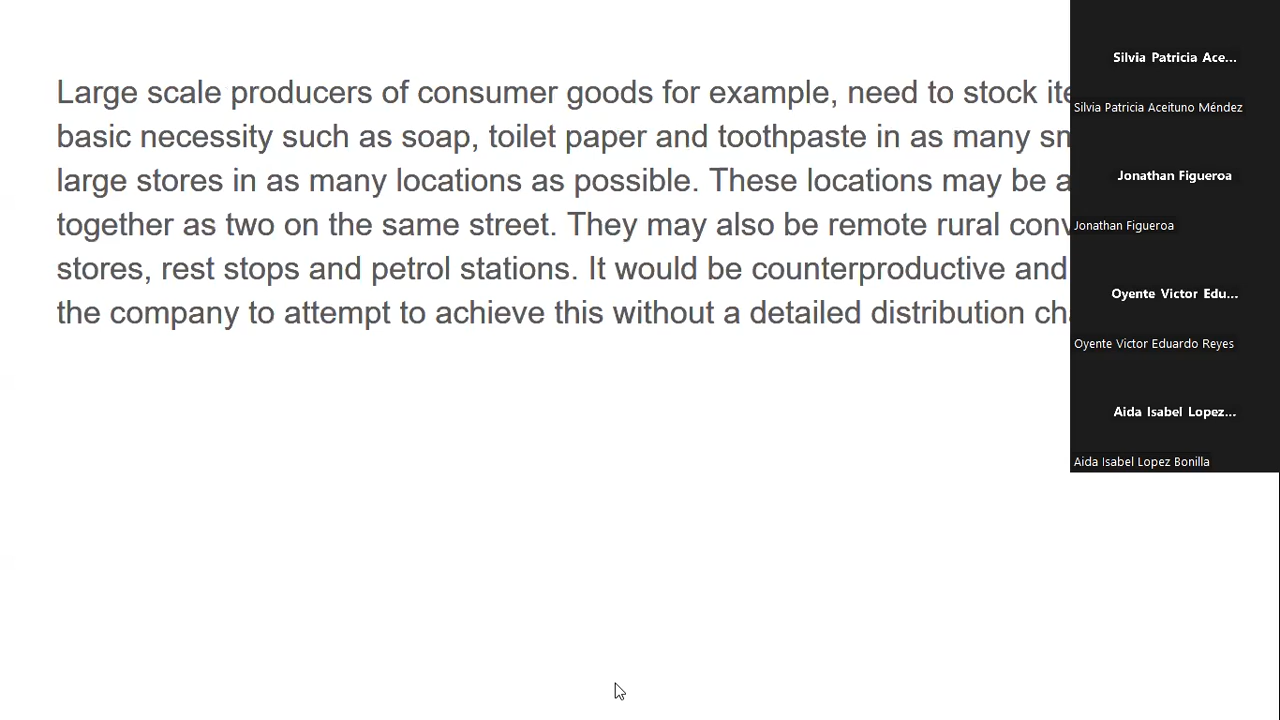 Large scale producers of consumer goods for example, need to stock
basic necessity such as soap, toilet paper and toothpaste in as many
large stores in as many locations as possible. These locations may be
together as two on the same street. They may also be remote rural
stores, rest stops and petrol stations. It would be counterproductive and
the company to attempt to achieve this without a detailed distribution
Silvia Patricia Ace...
Silvia Patricia Aceituno Méndez
Jonathan Figueroa
Jonathan Figueroa
Oyente Victor Edu...
Oyente Victor Eduardo Reyes
Aida Isabel Lopez...
Aida Isabel Lopez Bonilla